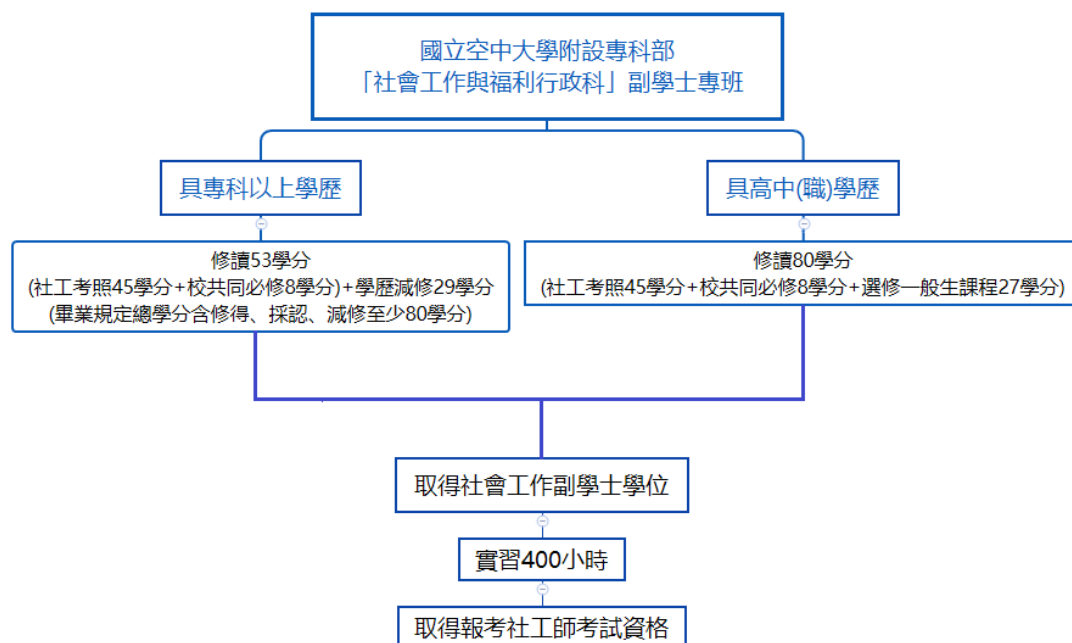 國立空中大學附設專科部
「社會工作與福利行政科」副學士專班
具專科以上學歷
具高中(職)學歷
修讀53學分
(社工考照45學分+校共同必修8學分)+學歷減修29學分
(畢業規定總學分含修得、採認、減修至少80學分)
修讀80學分
(社工考照45學分+校共同必修8學分+選修一般生課程27學分)
取得社會工作副學士學位
實習400小時
取得報考社工師考試資格